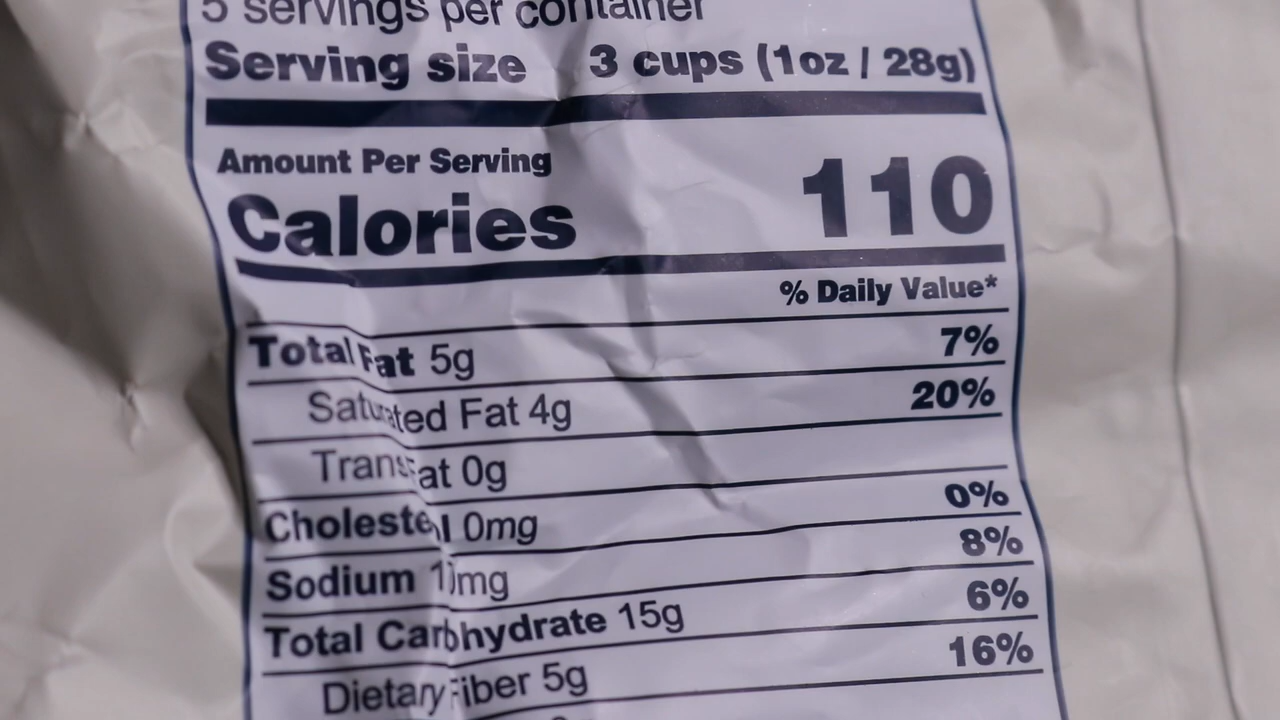 5 servings per container
Serving size 3 cups (1oz / 28g)
Amount Per Serving
Calories 110
% Daily Value*
Total Fat 5g 7%
Saturated Fat 4g 20%
Trans Fat 0g
Cholesterol 0mg 0%
Sodium 8%
Total Carbohydrate 15g 6%
Dietary Fiber 5g 16%